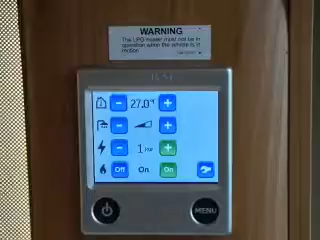 WARNING
The LPG Heater must not be in
operation when the vehicle is in
motion
- 27.0°c +
- +
- 1 KW +
Off On On
MENU